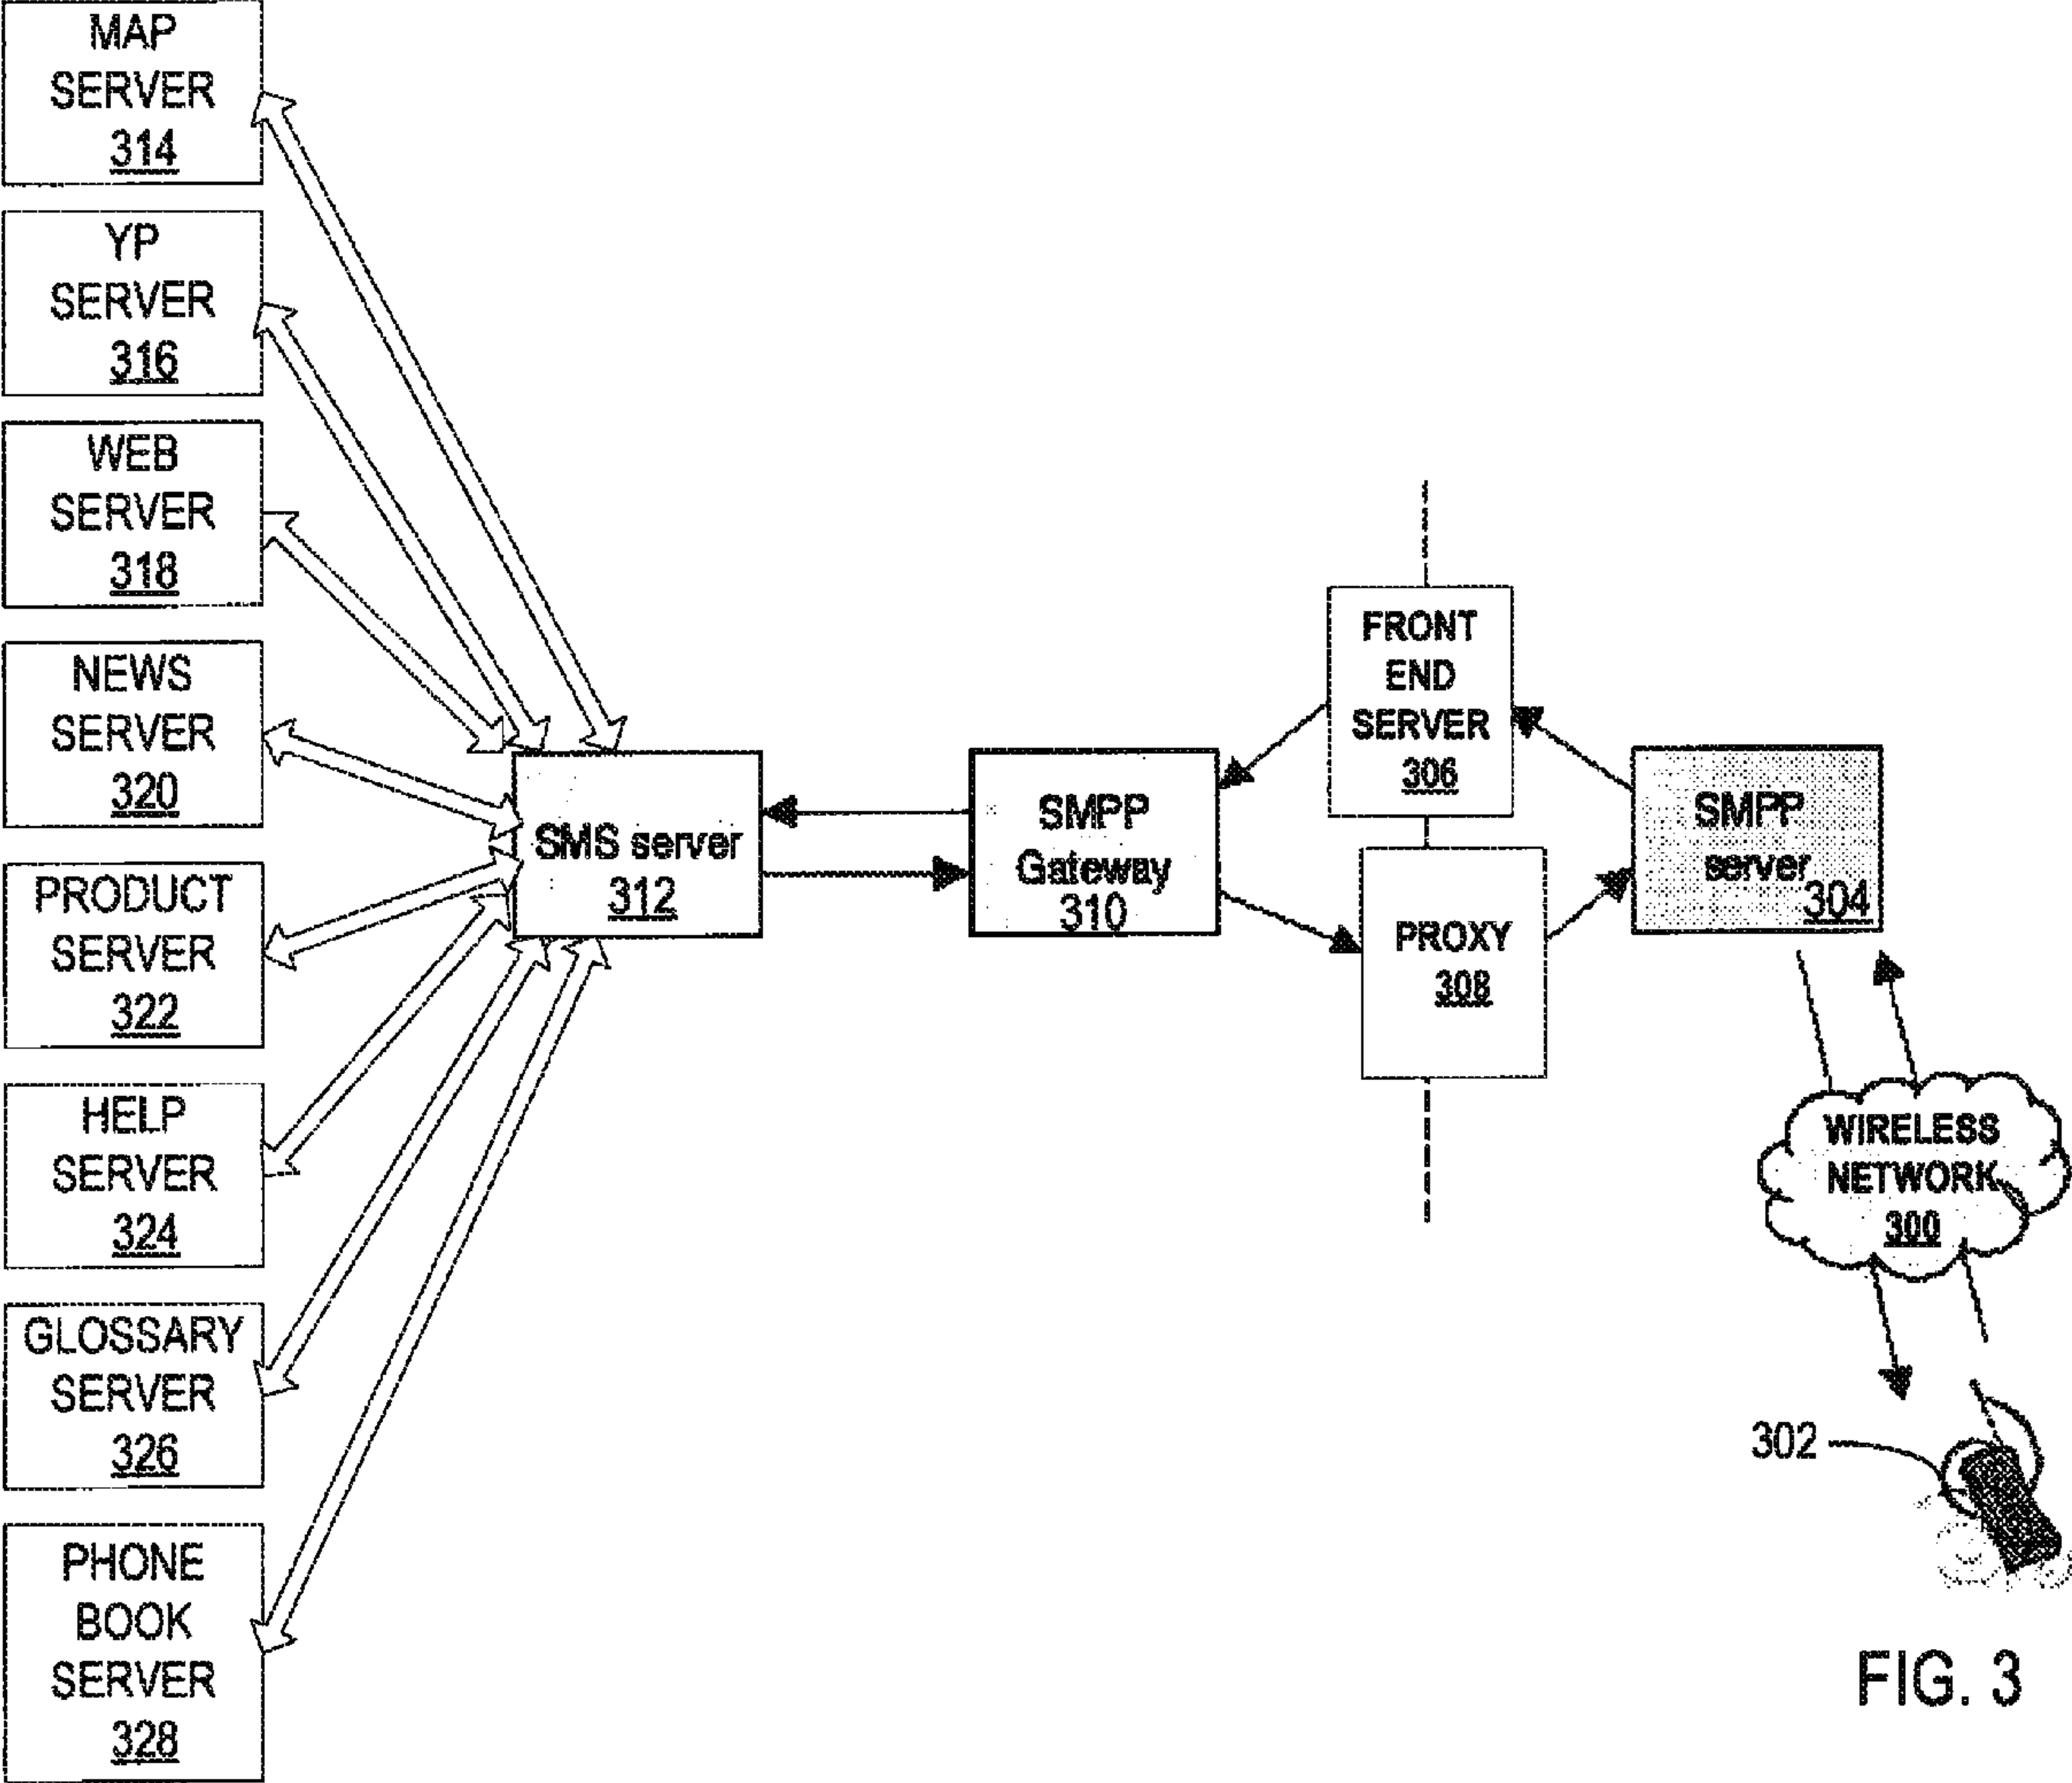 MAP
SERVER
314
YP
SERVER
316
WEB
SERVER
318
NEWS
SERVER
320
PRODUCT
SERVER
322
HELP
SERVER
324
GLOSSARY
SERVER
326
PHONE
BOOK
SERVER
328
SMS server
312
SMPP
Gateway
310
FRONT
END
SERVER
306
PROXY
308
SMPP
server
304
WIRELESS
NETWORK
300
302
FIG. 3